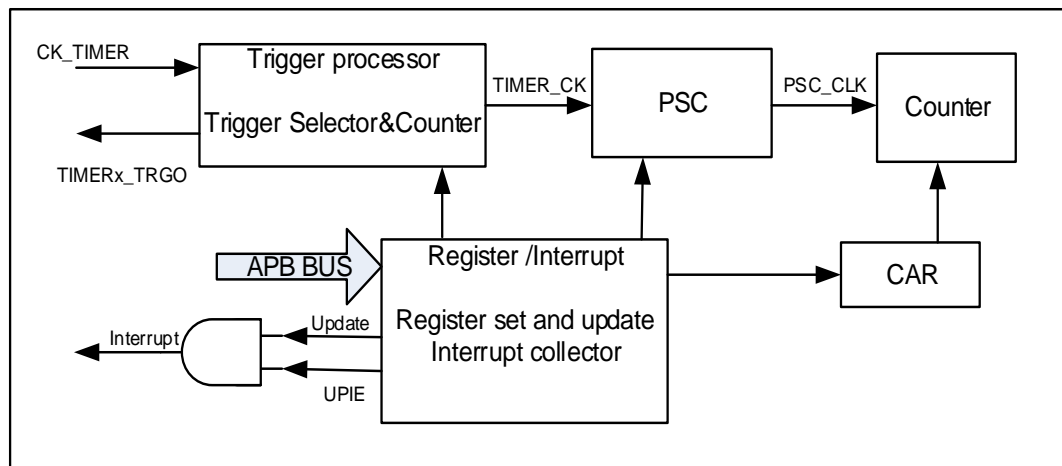 CK_TIMER
Trigger processor
Trigger Selector&Counter
TIMERx_TRGO
TIMER_CK
PSC
PSC_CLK
Counter
APB BUS
Register /Interrupt
Register set and update
Interrupt collector
CAR
Interrupt
Update
UPIE